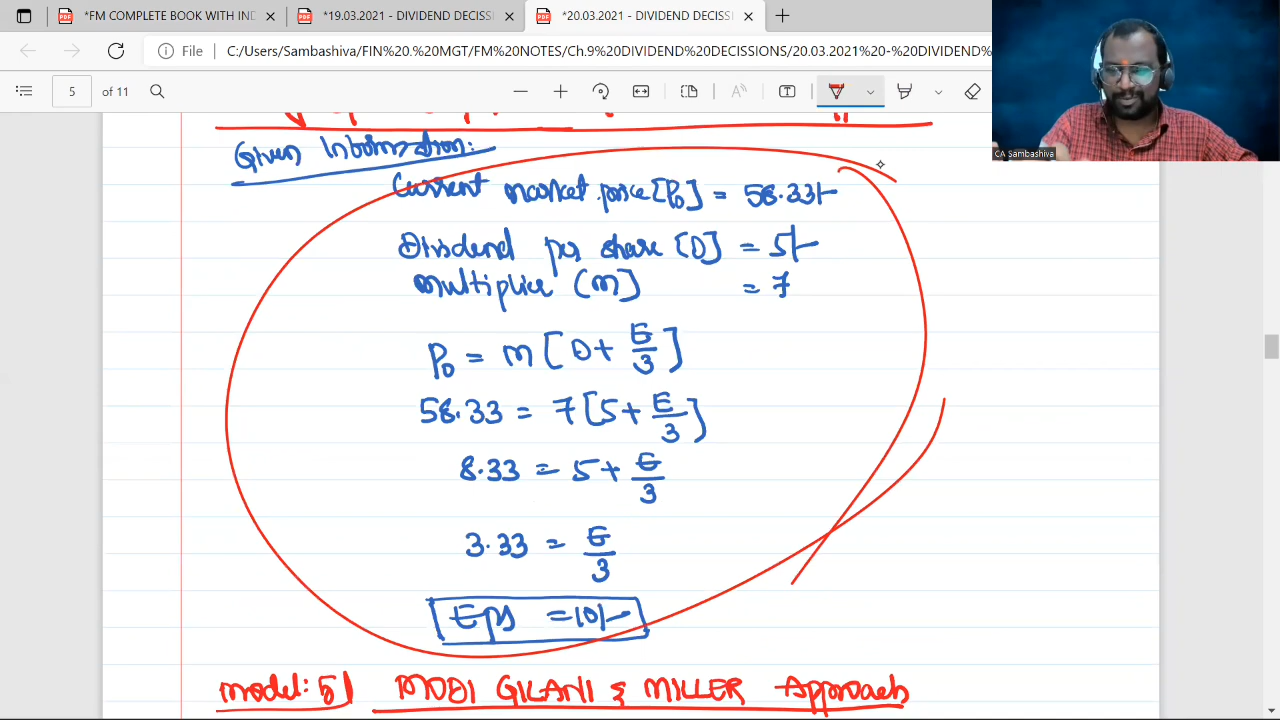 *FM COMPLETE BOOK WITH IND
*19.03.2021 - DIVIDEND DECISSI
*20.03.2021 - DIVIDEND DECISSI
File C:/Users/Sambashiva/FIN%20.%20MGT/FM%20NOTES/Ch.9%20DIVIDEND%20DECISSIONS/20.03.2021%20-%20DIVIDEND%
5 of 11
CA Sambashiva
Given Information:
Current market price [P0] = 58.33/-
Dividend per share [D] = 5/-
Multiplice (m) = 7
P0 = m [D + E/3]
58.33 = 7 [5 + E/3]
8.33 = 5 + E/3
3.33 = E/3
Eps = 10/-
Model: 5] MODI GILANI & MILLER Approach